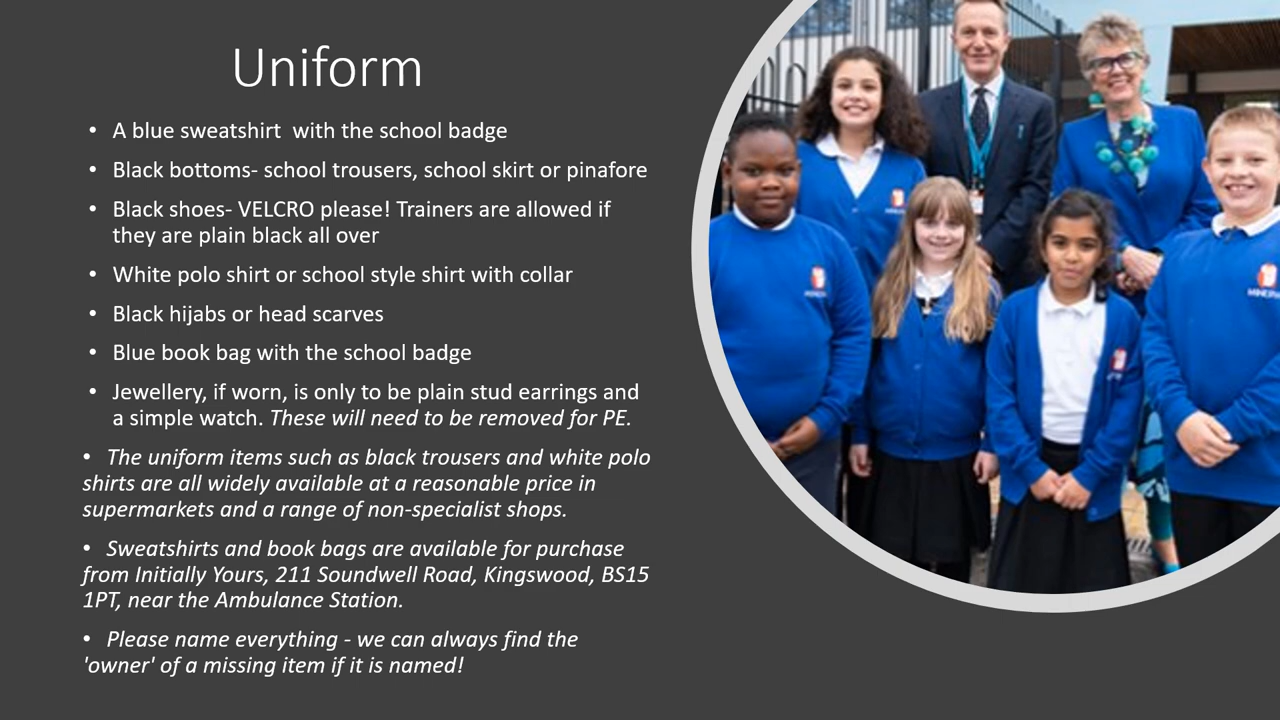 Uniform
• A blue sweatshirt  with the school badge
• Black bottoms- school trousers, school skirt or pinafore
• Black shoes- VELCRO please! Trainers are allowed if
they are plain black all over
• White polo shirt or school style shirt with collar
• Black hijabs or head scarves
• Blue book bag with the school badge
• Jewellery, if worn, is only to be plain stud earrings and
a simple watch. These will need to be removed for PE.
• The uniform items such as black trousers and white polo
shirts are all widely available at a reasonable price in
supermarkets and a range of non-specialist shops.
• Sweatshirts and book bags are available for purchase
from Initially Yours, 211 Soundwell Road, Kingswood, BS15
1PT, near the Ambulance Station.
• Please name everything - we can always find the
'owner' of a missing item if it is named!